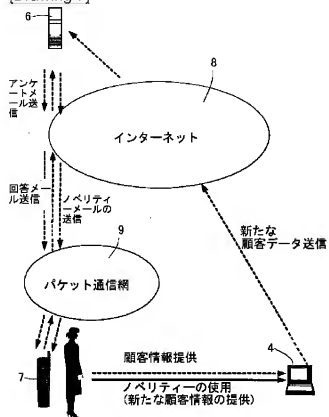 6
8
アンケ
ートメ
ール送
信
インターネット
回答メー
ル送信
ノベリティ
ーメールの
送信
新たな
顧客データ送信
9
パケット通信網
4
7
顧客情報提供
ノベリティーの使用
(新たな顧客情報の提供)